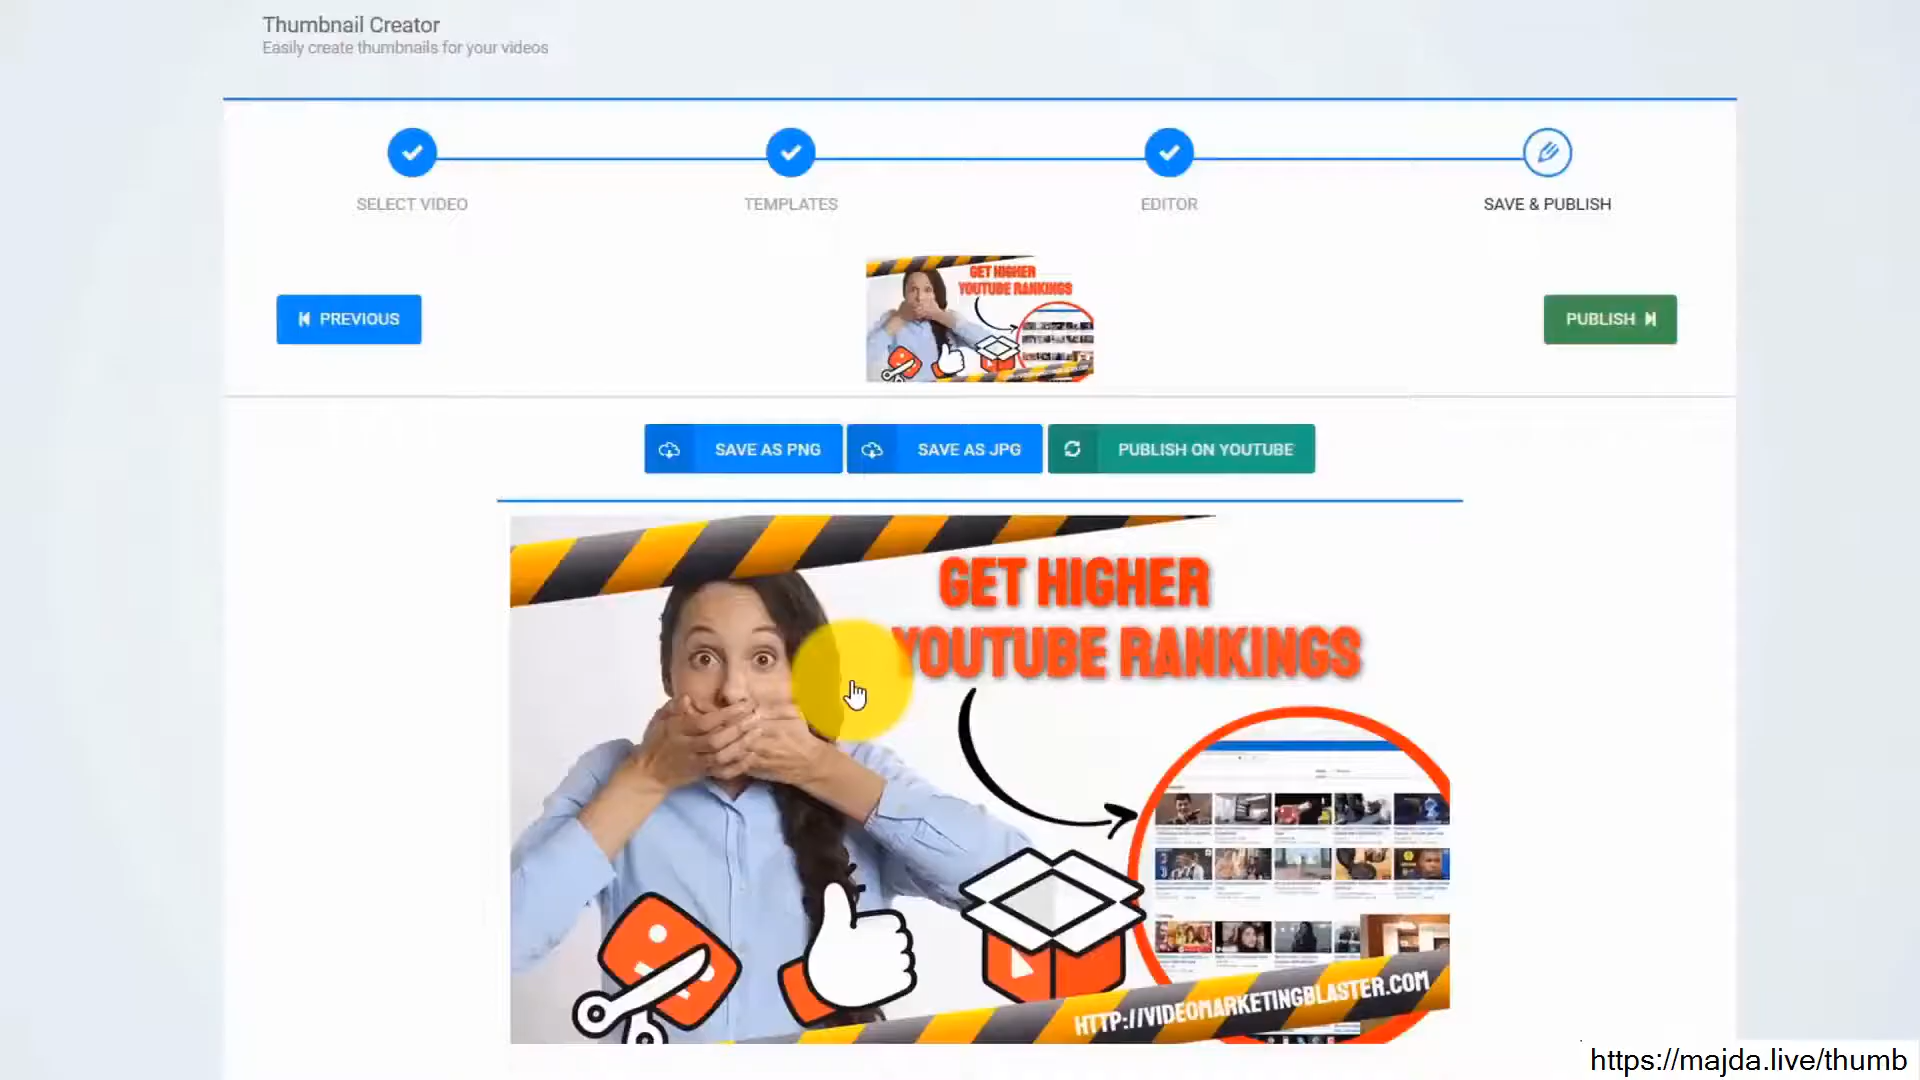 Thumbnail Creator
Easily create thumbnails for your videos
SELECT VIDEO
TEMPLATES
EDITOR
SAVE & PUBLISH
PREVIOUS
GET HIGHER
YOUTUBE RANKINGS
PUBLISH
SAVE AS PNG
SAVE AS JPG
PUBLISH ON YOUTUBE
GET HIGHER
YOUTUBE RANKINGS
HTTP://VIDEOMARKETINGBLASTER.COM
https://majda.live/thumb